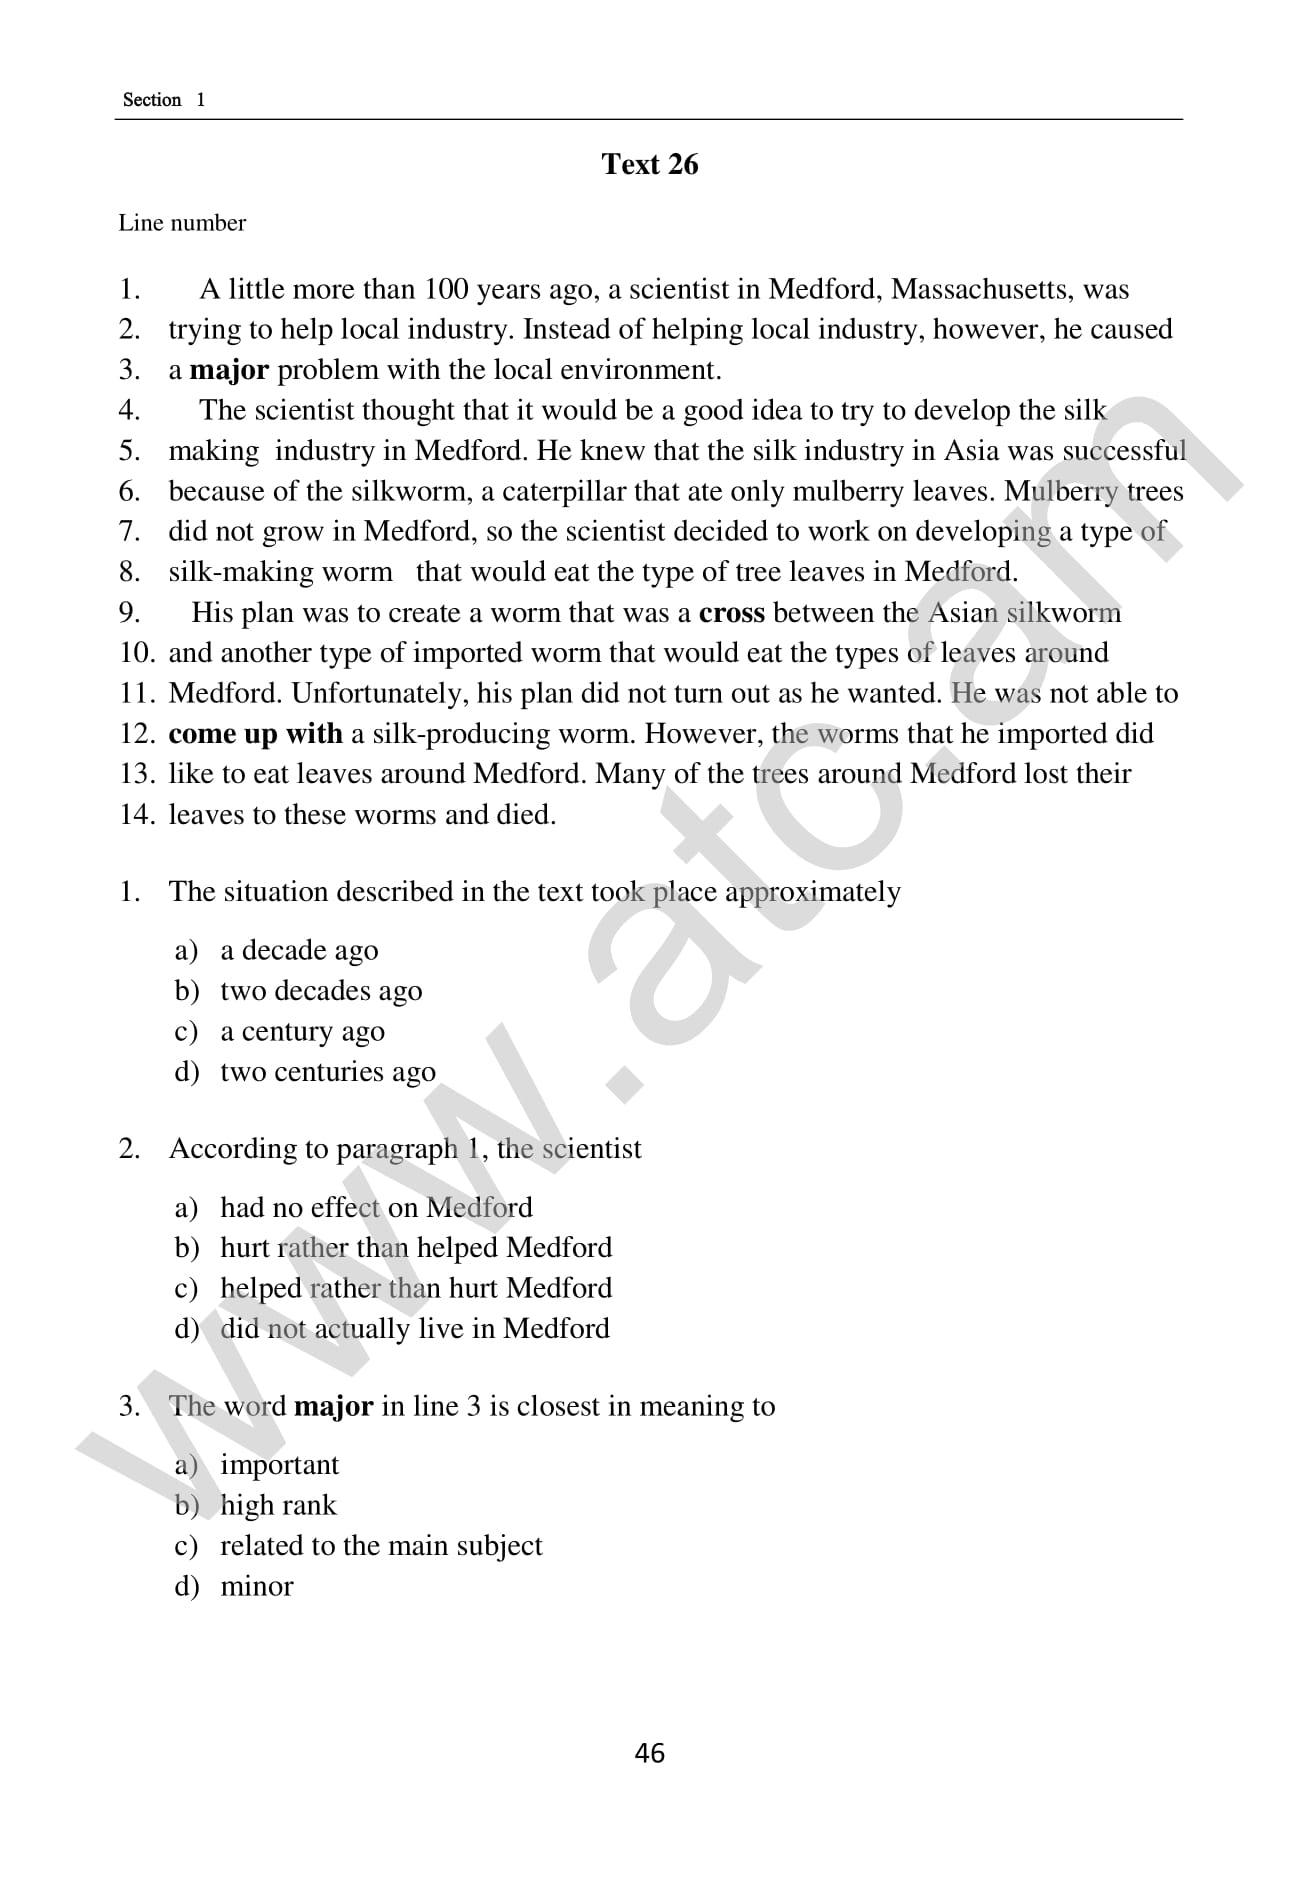 Section 1
Text 26
Line number
1. A little more than 100 years ago, a scientist in Medford, Massachusetts, was
2. trying to help local industry. Instead of helping local industry, however, he caused
3. a major problem with the local environment.
4. The scientist thought that it would be a good idea to try to develop the silk
5. making industry in Medford. He knew that the silk industry in Asia was successful
6. because of the silkworm, a caterpillar that ate only mulberry leaves. Mulberry trees
7. did not grow in Medford, so the scientist decided to work on developing a type of
8. silk-making worm that would eat the type of tree leaves in Medford.
9. His plan was to create a worm that was a cross between the Asian silkworm
10. and another type of imported worm that would eat the types of leaves around
11. Medford. Unfortunately, his plan did not turn out as he wanted. He was not able to
12. come up with a silk-producing worm. However, the worms that he imported did
13. like to eat leaves around Medford. Many of the trees around Medford lost their
14. leaves to these worms and died.
1. The situation described in the text took place approximately
a) a decade ago
b) two decades ago
c) a century ago
d) two centuries ago
2. According to paragraph 1, the scientist
a) had no effect on Medford
b) hurt rather than helped Medford
c) helped rather than hurt Medford
d) did not actually live in Medford
3. The word major in line 3 is closest in meaning to
a) important
b) high rank
c) related to the main subject
d) minor
46
www.atc.am